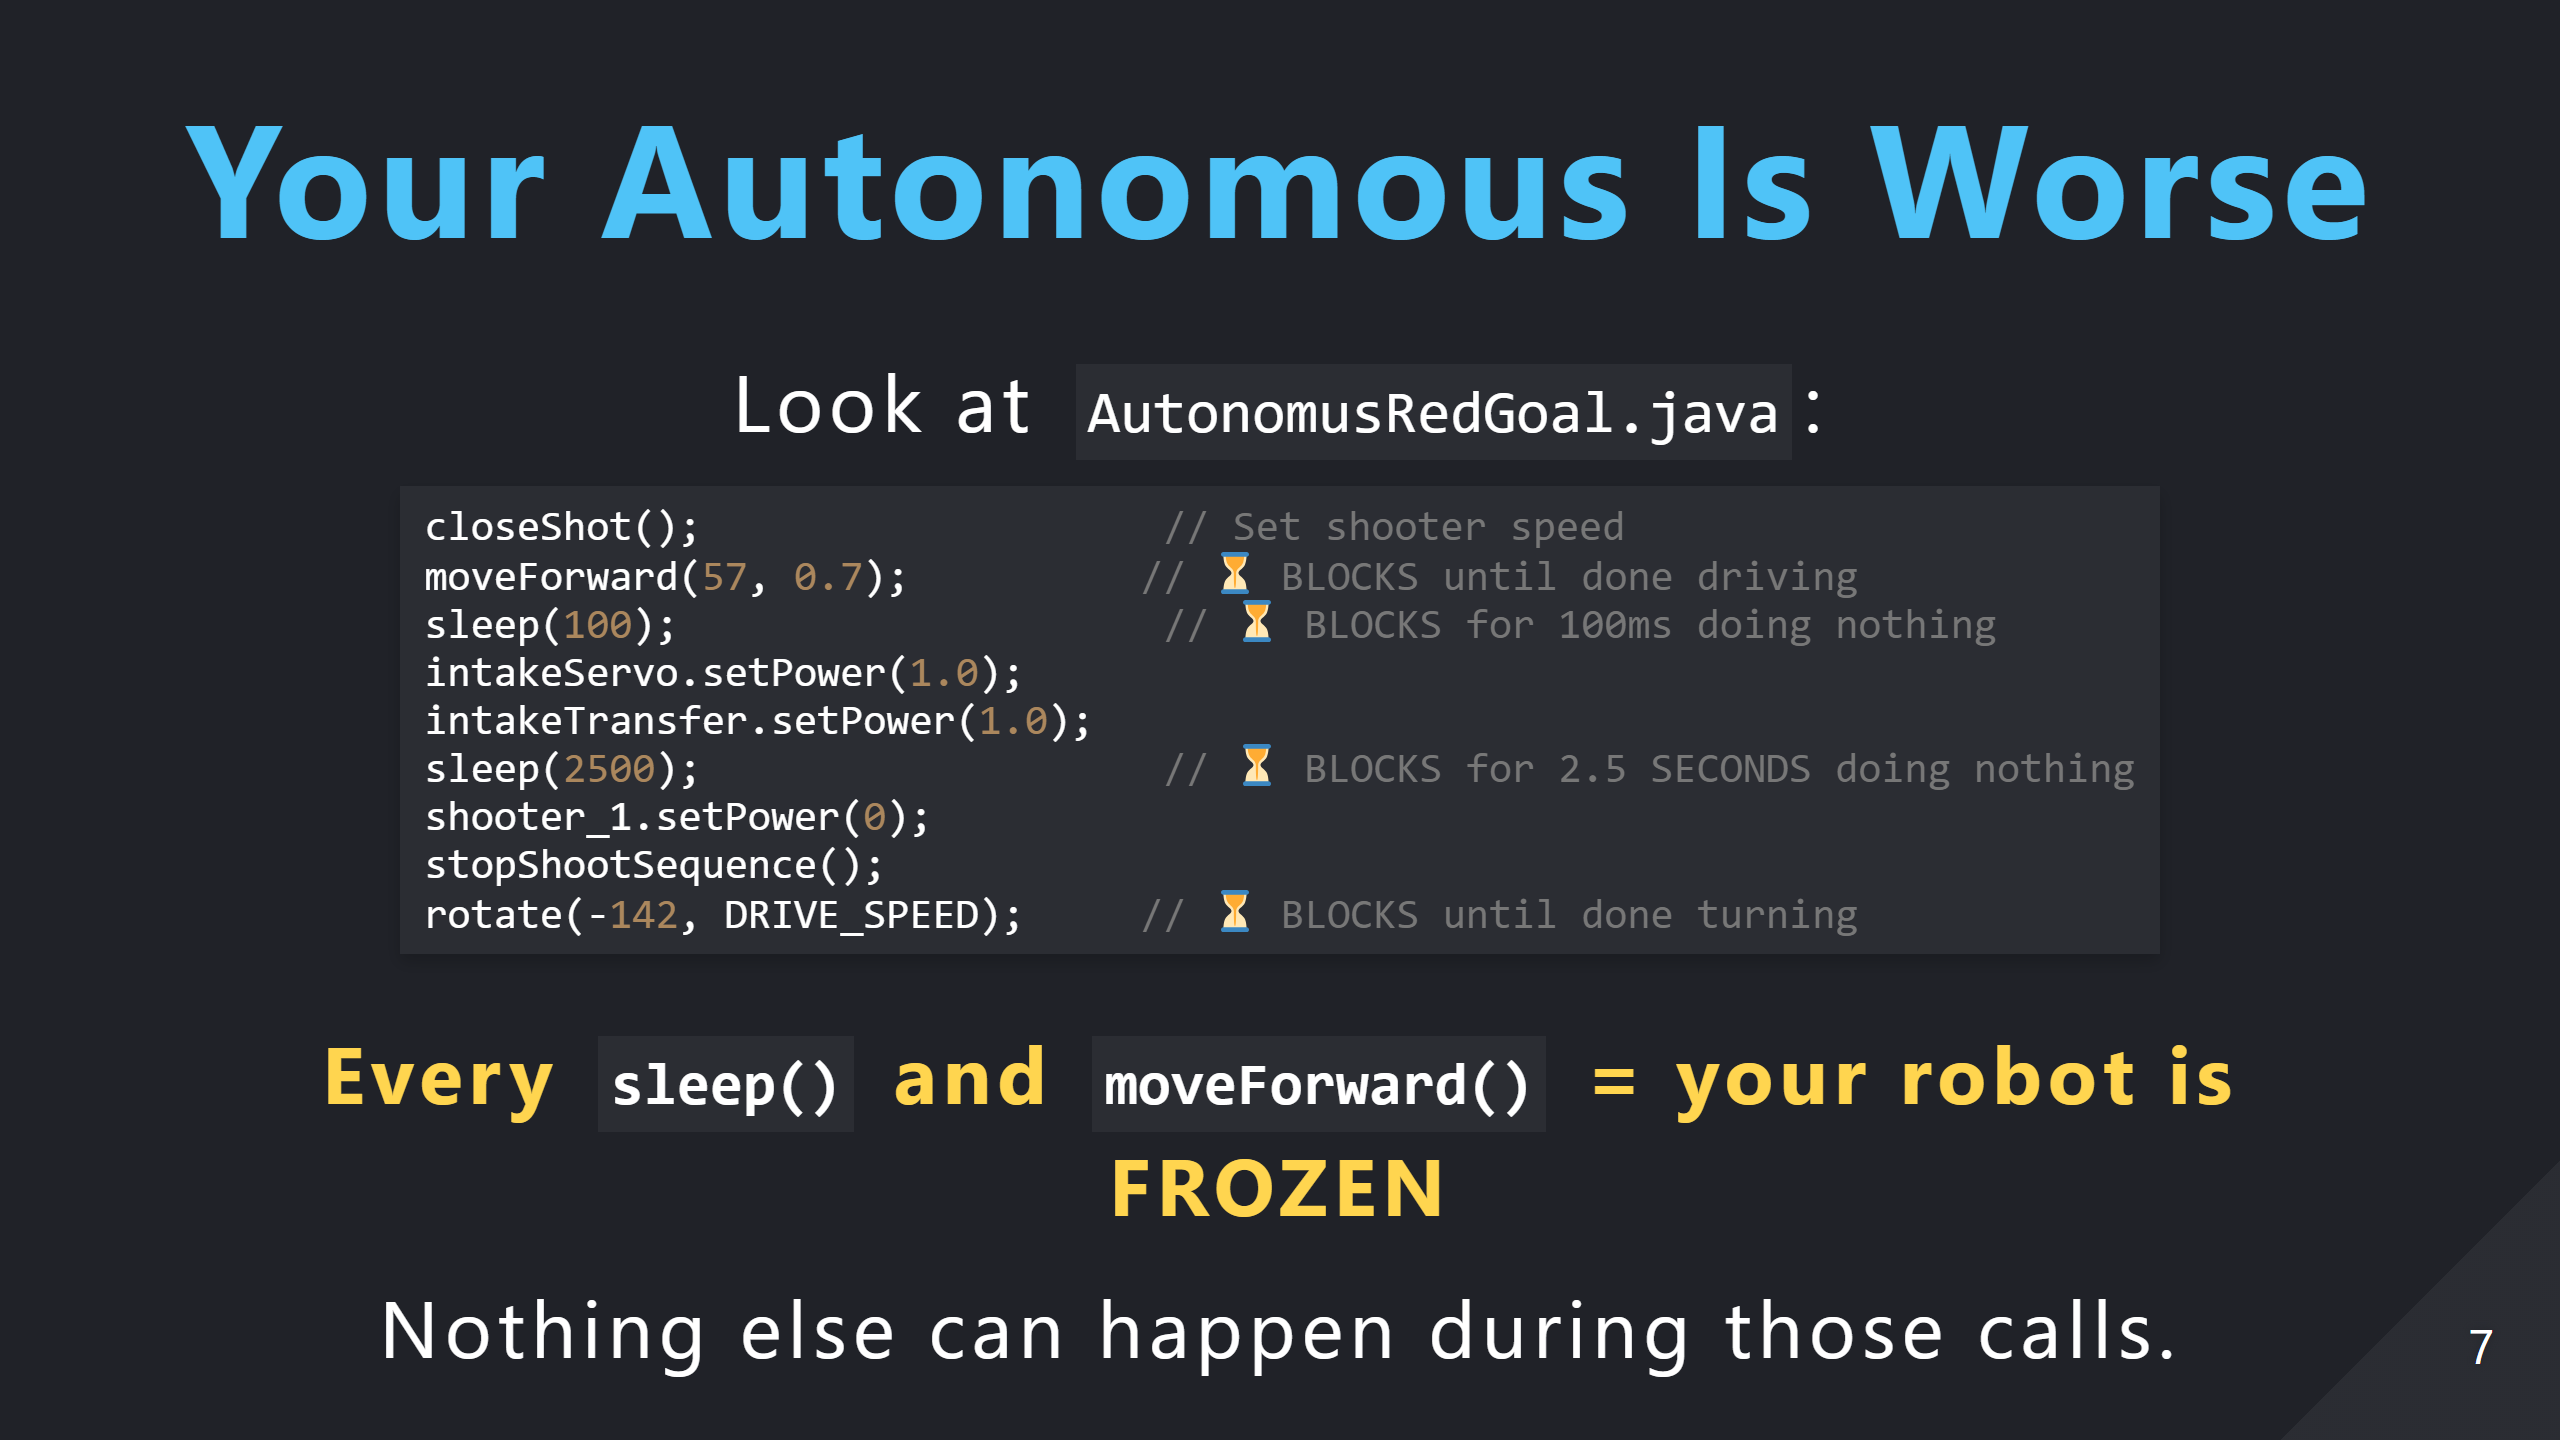 Your Autonomous Is Worse
Look at AutonomusRedGoal.java:
closeShot(); // Set shooter speed
moveForward(57, 0.7); // ⏳ BLOCKS until done driving
sleep(100); // ⏳ BLOCKS for 100ms doing nothing
intakeServo.setPower(1.0);
intakeTransfer.setPower(1.0);
sleep(2500); // ⏳ BLOCKS for 2.5 SECONDS doing nothing
shooter_1.setPower(0);
stopShootSequence();
rotate(-142, DRIVE_SPEED); // ⏳ BLOCKS until done turning
Every sleep() and moveForward() = your robot is
FROZEN
Nothing else can happen during those calls.
7